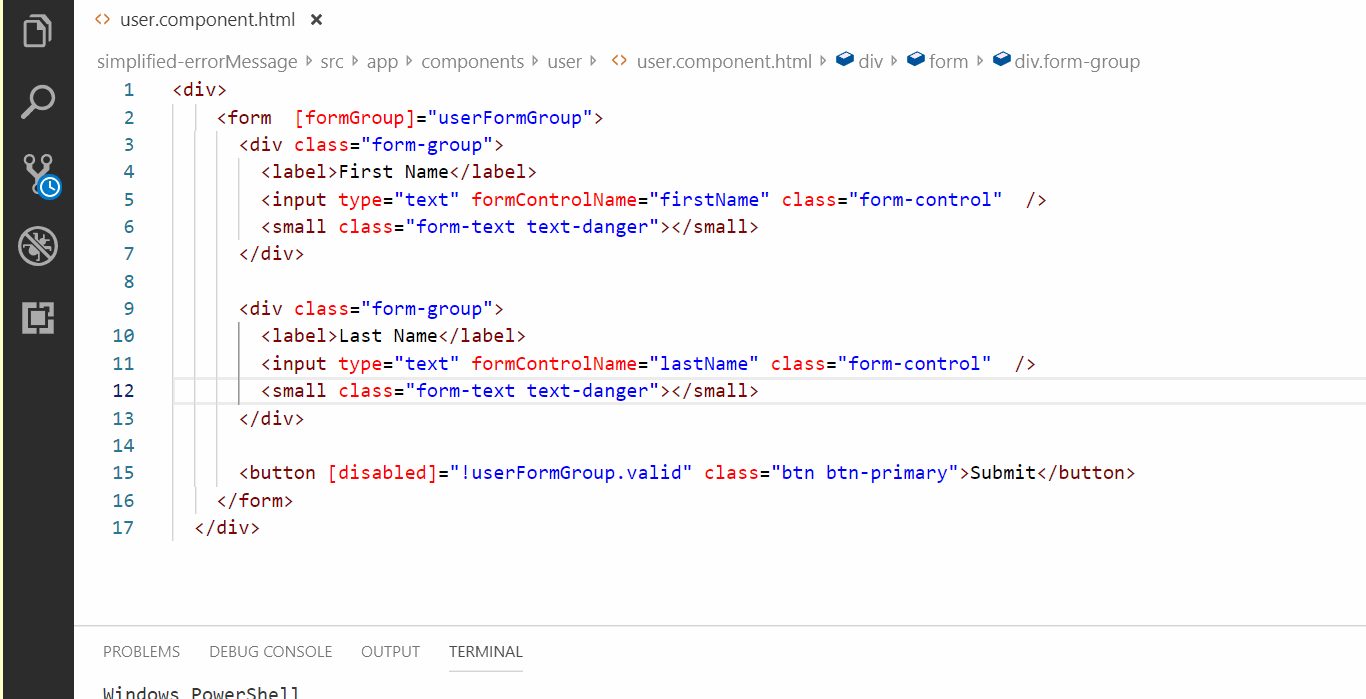 user.component.html ×
simplified-errorMessage src app components user user.component.html div form div.form-group
1 <div>
2 <form  [formGroup]="userFormGroup">
3 <div class="form-group">
4 <label>First Name</label>
5 <input type="text" formControlName="firstName" class="form-control"  />
6 <small class="form-text text-danger"></small>
7 </div>
8
9 <div class="form-group">
10 <label>Last Name</label>
11 <input type="text" formControlName="lastName" class="form-control"  />
12 <small class="form-text text-danger"></small>
13 </div>
14
15 <button [disabled]="!userFormGroup.valid" class="btn btn-primary">Submit</button>
16 </form>
17 </div>
PROBLEMS DEBUG CONSOLE OUTPUT TERMINAL
Windows PowerShell